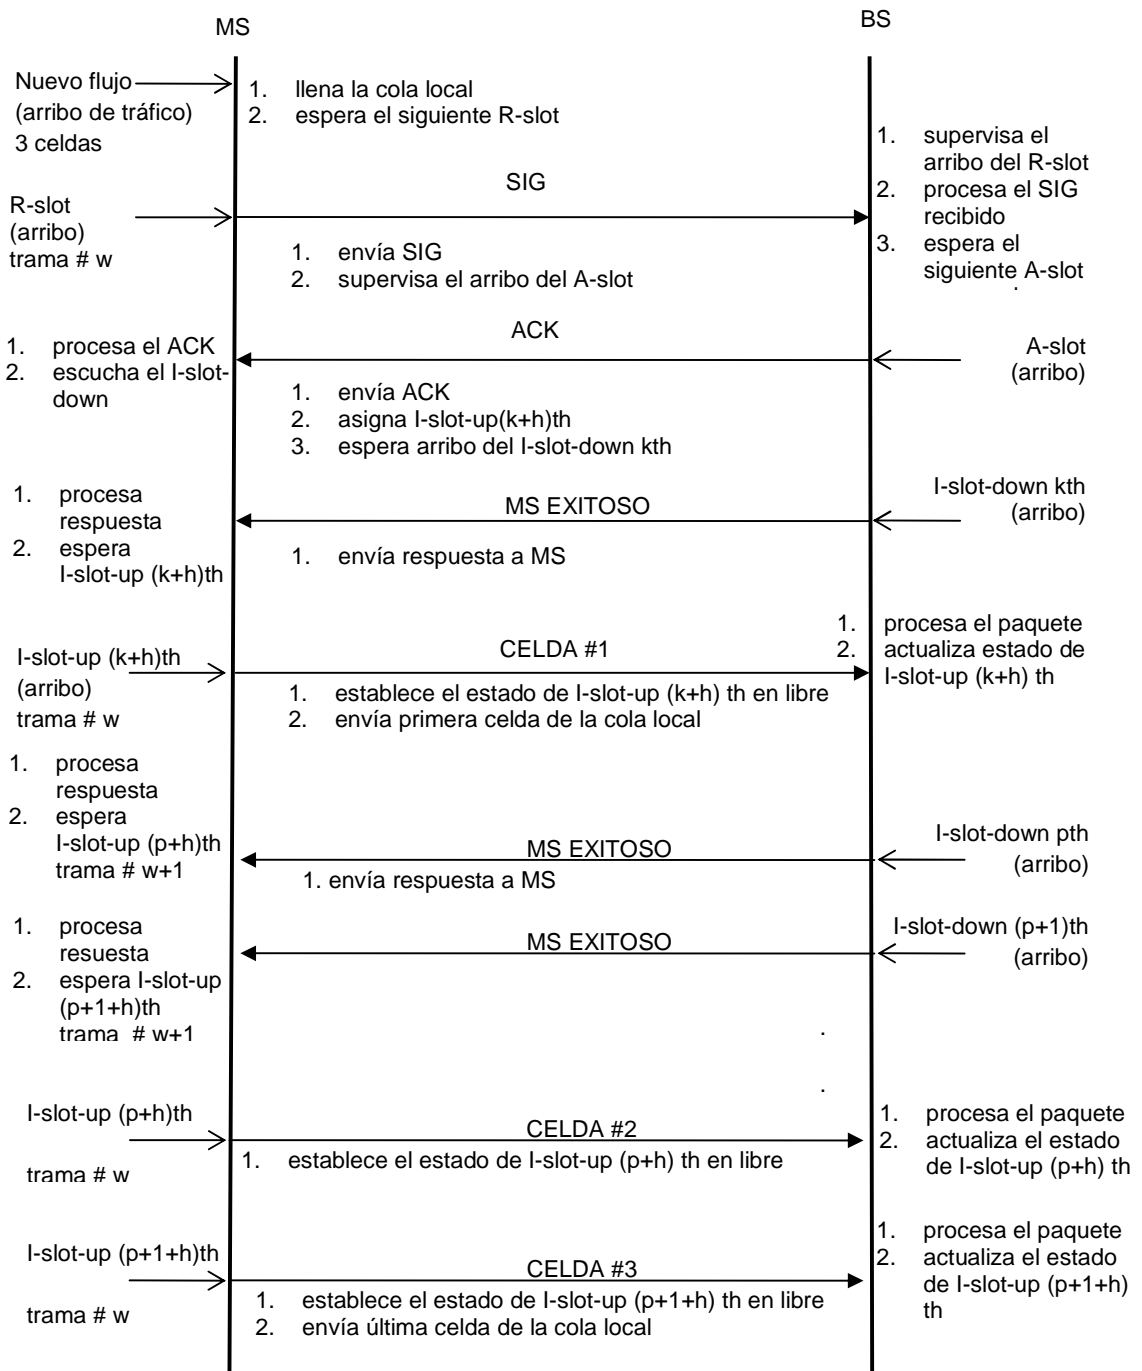 MS
BS
Nuevo flujo
(arribo de tráfico)
3 celdas
1. llena la cola local
2. espera el siguiente R-slot
1. supervisa el
arribo del R-slot
2. procesa el SIG
recibido
3. espera el
siguiente A-slot
.
SIG
R-slot
(arribo)
trama # w
1. envía SIG
2. supervisa el arribo del A-slot
ACK
1. procesa el ACK
2. escucha el I-slot-
down
A-slot
(arribo)
1. envía ACK
2. asigna I-slot-up(k+h)th
3. espera arribo del I-slot-down kth
1. procesa
respuesta
2. espera
I-slot-up (k+h)th
MS EXITOSO
I-slot-down kth
(arribo)
1. envía respuesta a MS
I-slot-up (k+h)th
(arribo)
trama # w
CELDA #1
1. procesa el paquete
2. actualiza estado de
I-slot-up (k+h) th
1. establece el estado de I-slot-up (k+h) th en libre
2. envía primera celda de la cola local
1. procesa
respuesta
2. espera
I-slot-up (p+h)th
trama # w+1
MS EXITOSO
I-slot-down pth
(arribo)
1. envía respuesta a MS
1. procesa
resuesta
2. espera I-slot-up
(p+1+h)th
trama # w+1
MS EXITOSO
I-slot-down (p+1)th
(arribo)
.
.
I-slot-up (p+h)th
trama # w
CELDA #2
1. establece el estado de I-slot-up (p+h) th en libre
1. procesa el paquete
2. actualiza el estado
de I-slot-up (p+h) th
I-slot-up (p+1+h)th
trama # w
CELDA #3
1. establece el estado de I-slot-up (p+1+h) th en libre
2. envía última celda de la cola local
1. procesa el paquete
2. actualiza el estado
de I-slot-up (p+1+h)
th